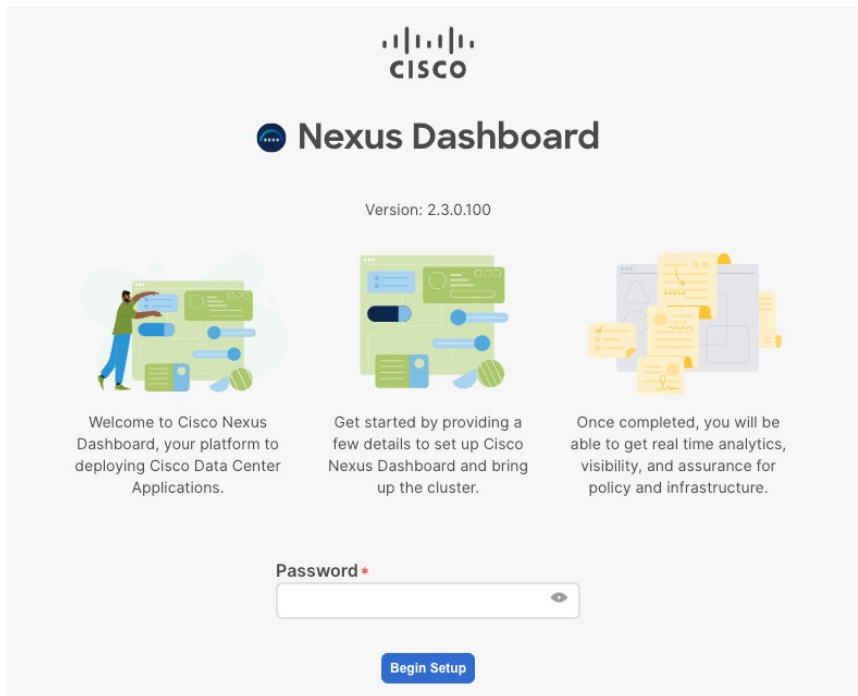 CISCO
Nexus Dashboard
Version: 2.3.0.100
Welcome to Cisco Nexus
Dashboard, your platform to
deploying Cisco Data Center
Applications.
Get started by providing a
few details to set up Cisco
Nexus Dashboard and bring
up the cluster.
Once completed, you will be
able to get real time analytics,
visibility, and assurance for
policy and infrastructure.
Password *
Begin Setup